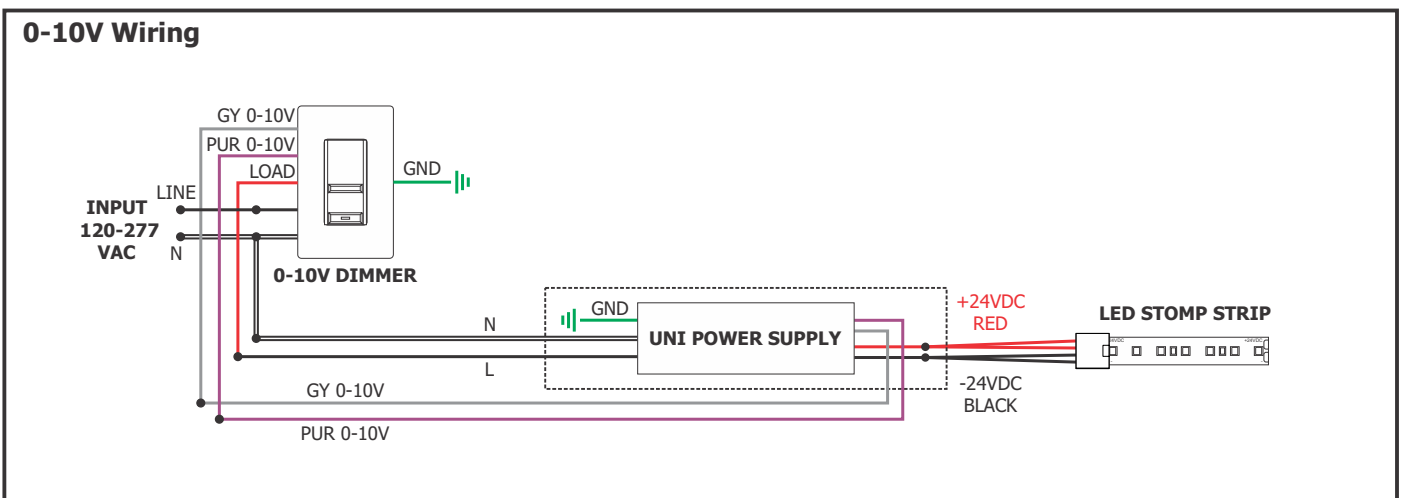 0-10V Wiring
GY 0-10V
PUR 0-10V
LOAD
GND
LINE
INPUT
120-277
VAC
N
0-10V DIMMER
GND
UNI POWER SUPPLY
N
L
+24VDC
RED
LED STOMP STRIP
+24VDC
-24VDC
BLACK
GY 0-10V
PUR 0-10V